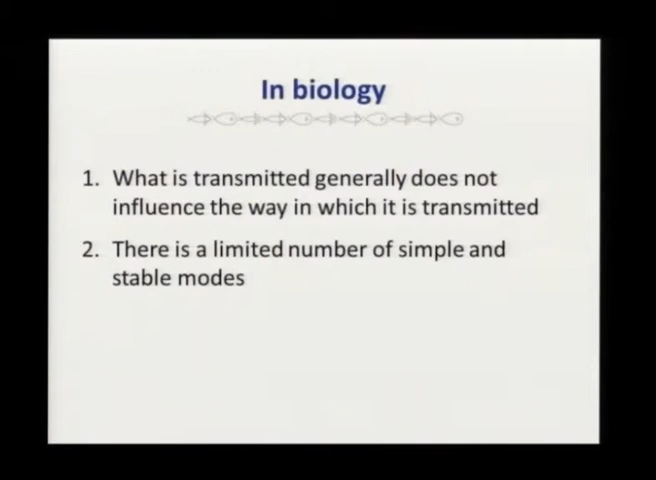 In biology
1. What is transmitted generally does not
influence the way in which it is transmitted
2. There is a limited number of simple and
stable modes